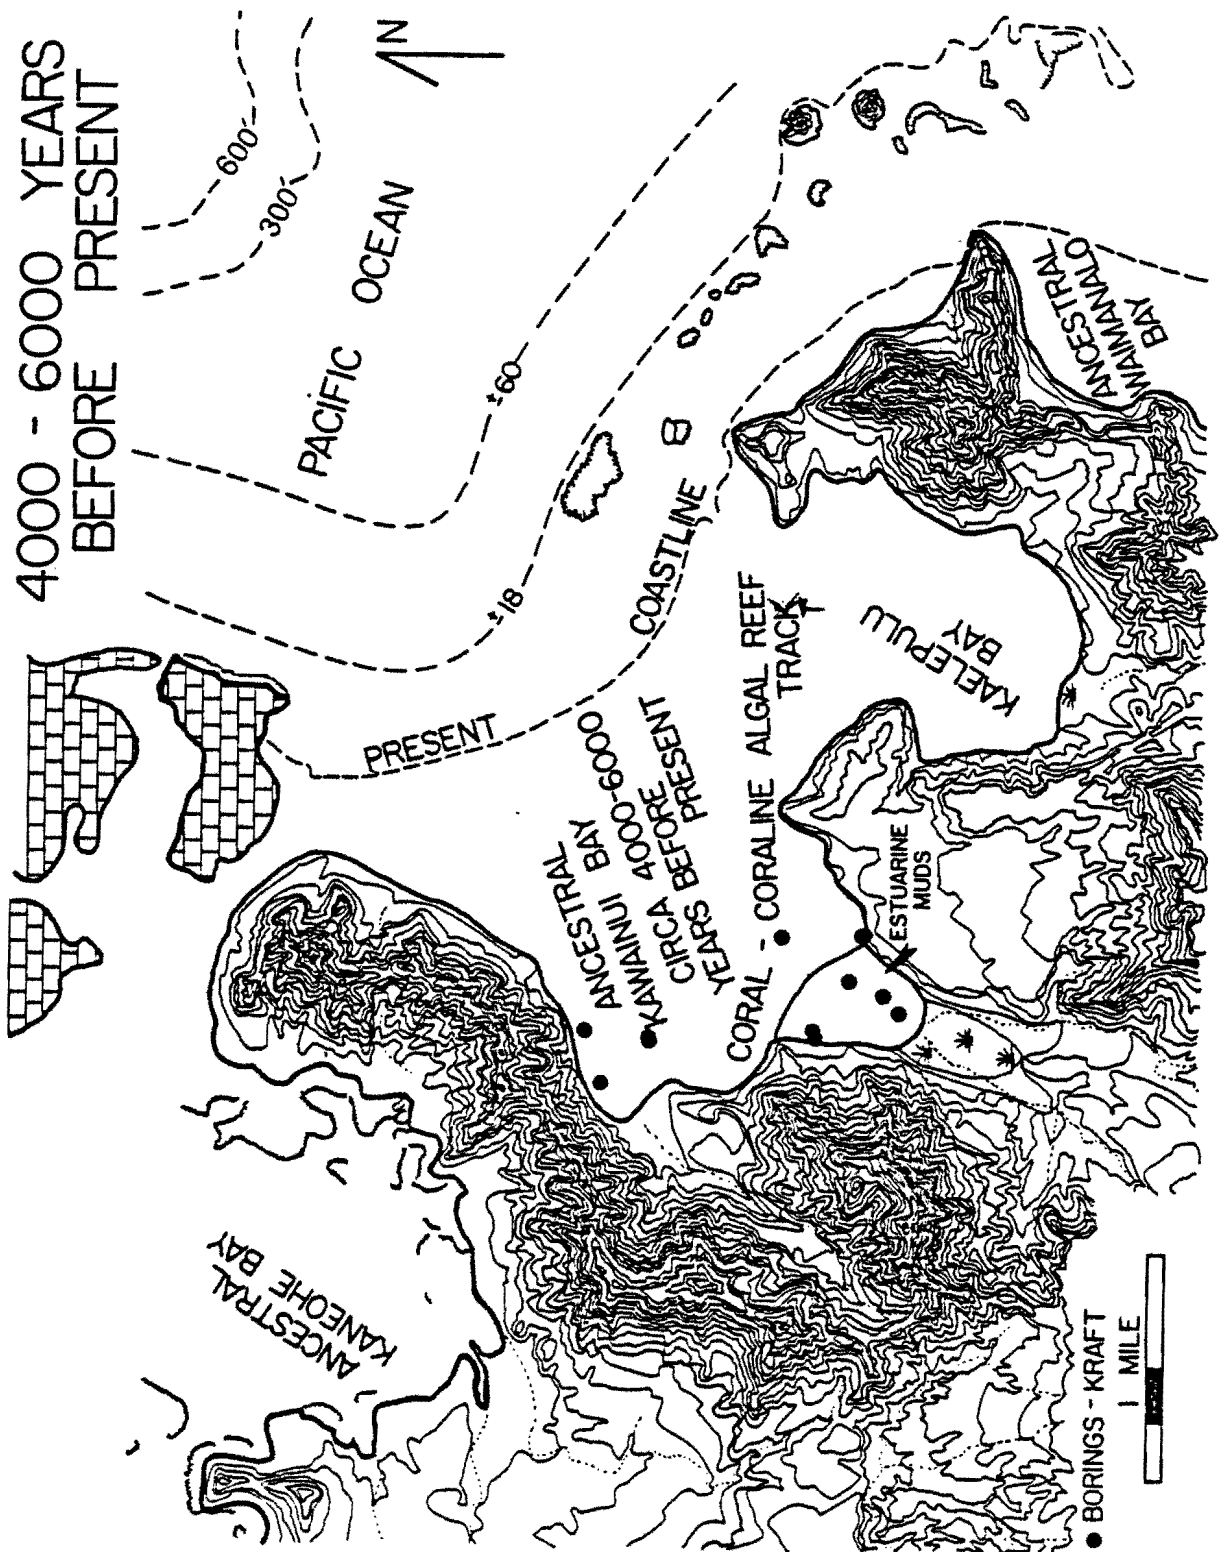 4000 - 6000 YEARS
BEFORE PRESENT
N
600'
300'
PACIFIC OCEAN
±60
±18
COASTLINE
PRESENT
ANCESTRAL
KAWAINUI BAY
CIRCA 4000-6000
YEARS BEFORE
PRESENT
CORAL - CORALINE ALGAL REEF
TRACK
ESTUARINE
MUDS
KAELEPULU
BAY
ANCESTRAL
WAIMANALO
BAY
ANCESTRAL
KANEOHE BAY
BORINGS - KRAFT
1 MILE